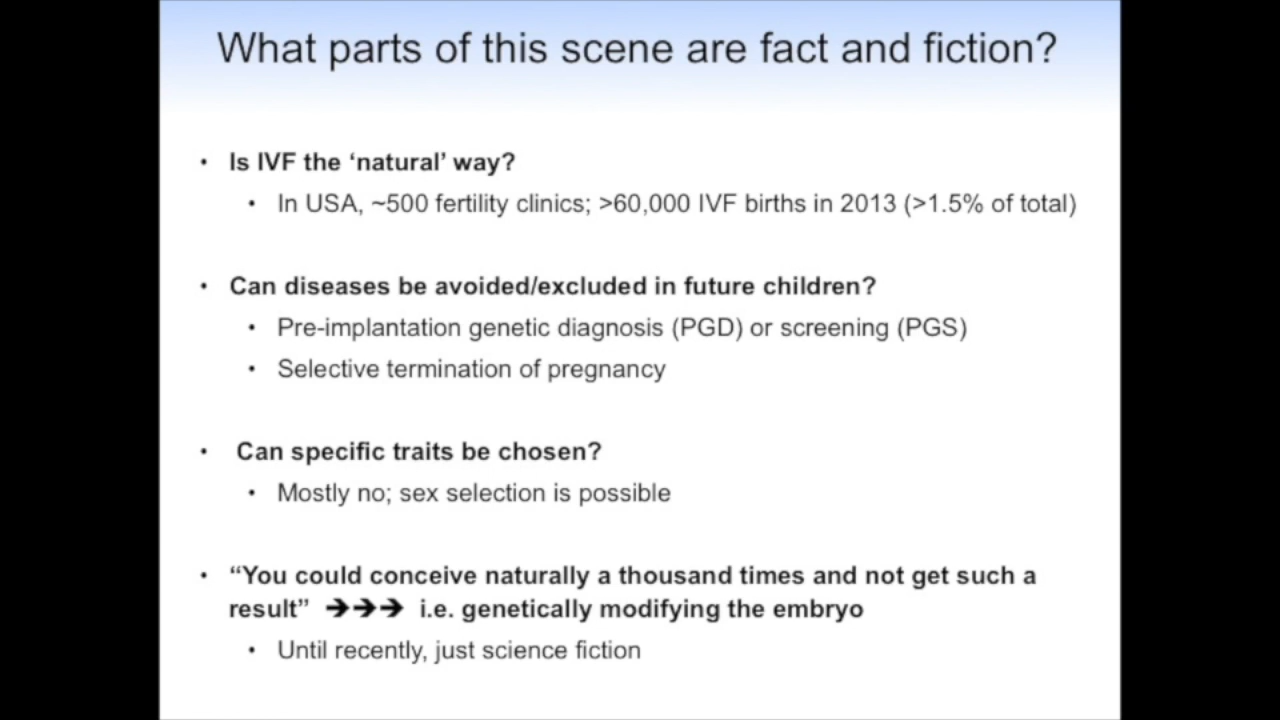 What parts of this scene are fact and fiction?
• Is IVF the ‘natural’ way?
• In USA, ~500 fertility clinics; >60,000 IVF births in 2013 (>1.5% of total)
• Can diseases be avoided/excluded in future children?
• Pre-implantation genetic diagnosis (PGD) or screening (PGS)
• Selective termination of pregnancy
• Can specific traits be chosen?
• Mostly no; sex selection is possible
• “You could conceive naturally a thousand times and not get such a
result” ➔➔➔ i.e. genetically modifying the embryo
• Until recently, just science fiction